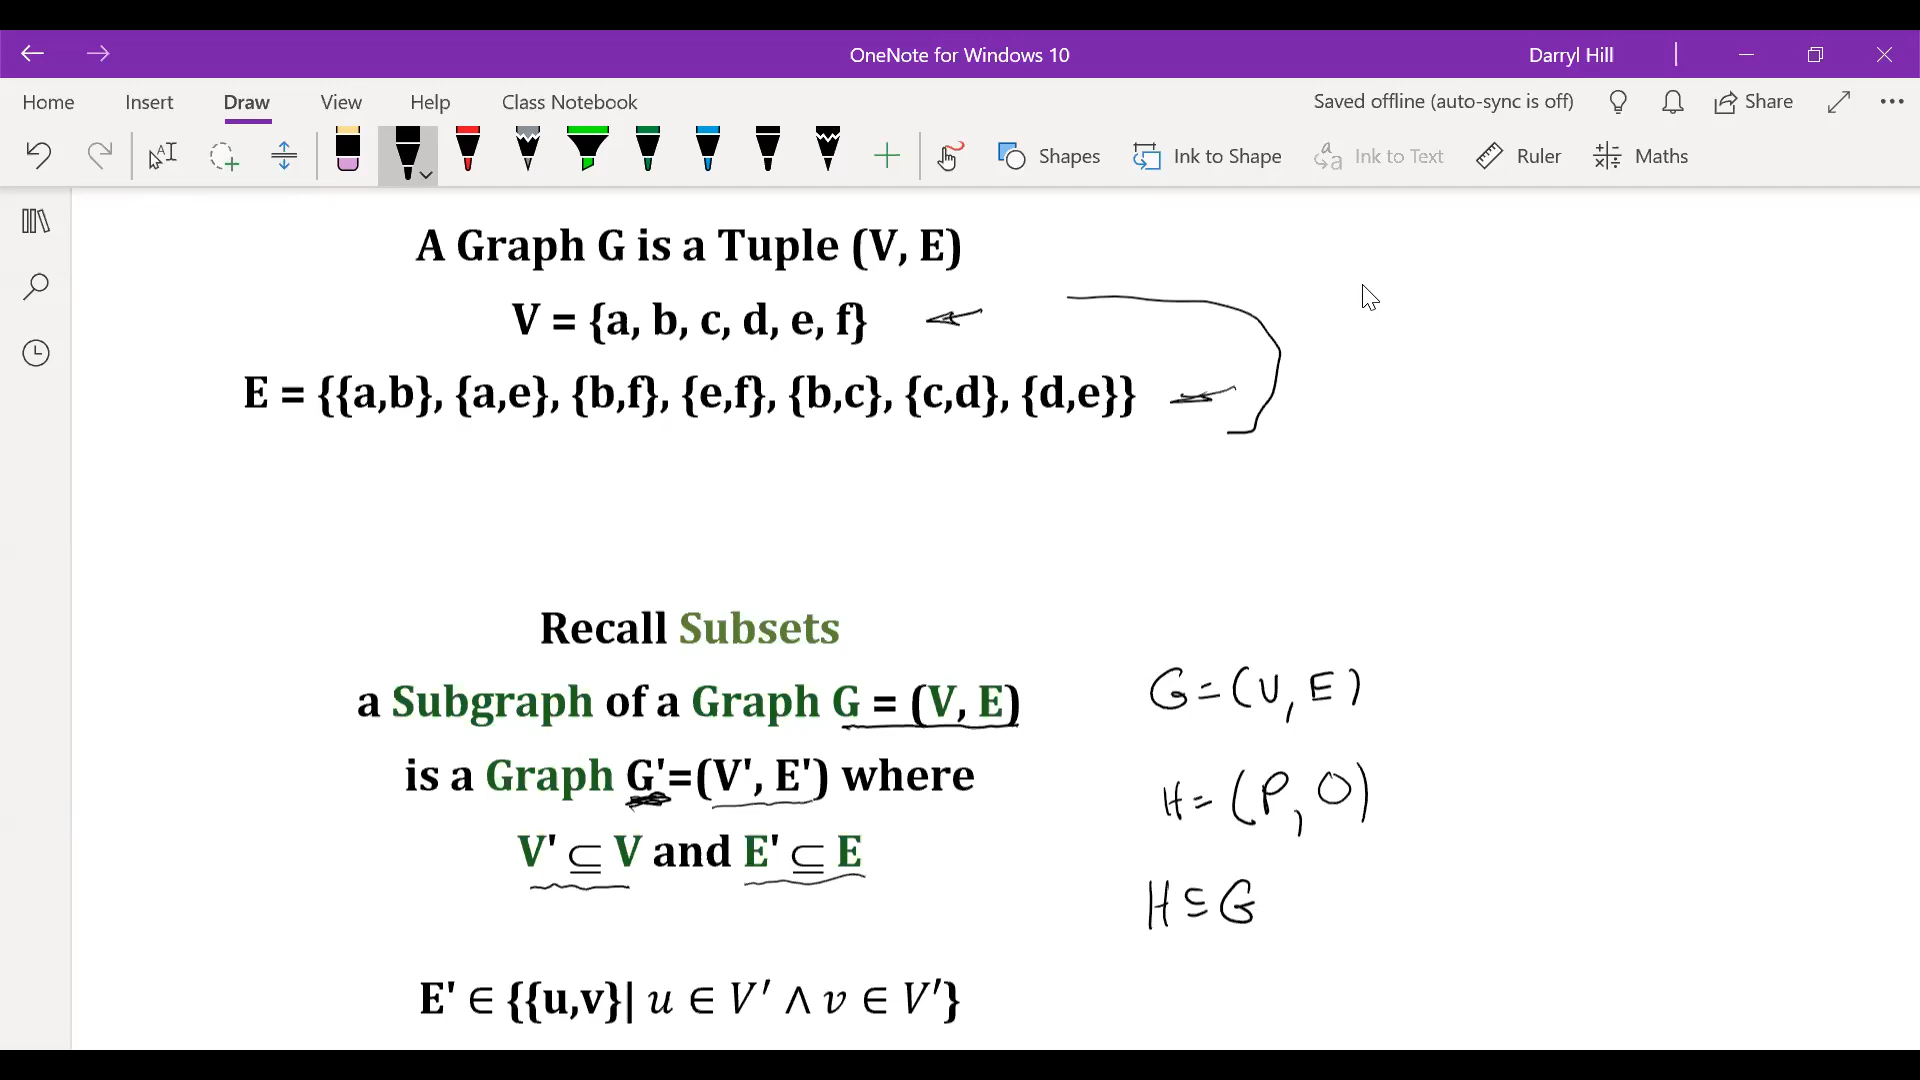 OneNote for Windows 10
Darryl Hill
Home Insert Draw View Help Class Notebook
Saved offline (auto-sync is off) Share
Shapes Ink to Shape Ink to Text Ruler Maths
A Graph G is a Tuple (V, E)
V = {a, b, c, d, e, f}
E = {{a,b}, {a,e}, {b,f}, {e,f}, {b,c}, {c,d}, {d,e}}
Recall Subsets
a Subgraph of a Graph G = (V, E)
is a Graph G'=(V', E') where
V' ⊆ V and E' ⊆ E
E' ∈ {{u,v}| u ∈ V' ∧ v ∈ V'}
G = (V, E)
H = (P, O)
H ⊆ G